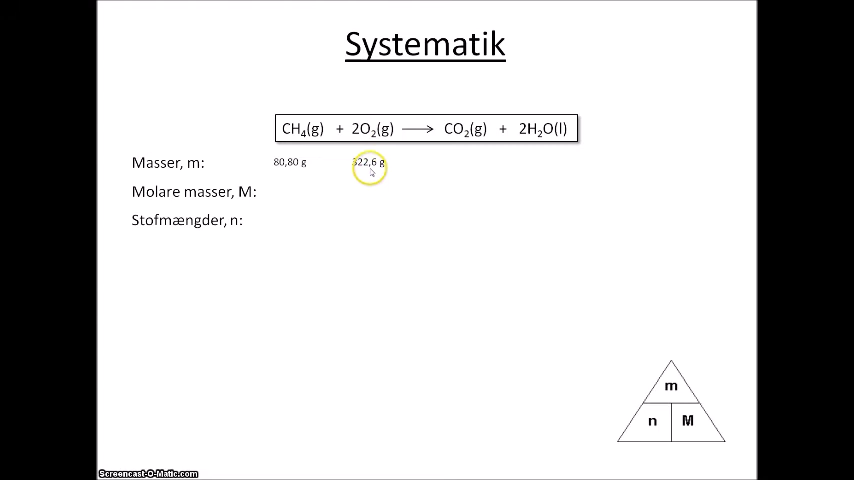 Systematik
CH₄(g) + 2O₂(g) ⟶ CO₂(g) + 2H₂O(l)
Masser, m: 80,80 g 322,6 g
Molare masser, M:
Stofmængder, n:
m
n M
Screencast-O-Matic.com